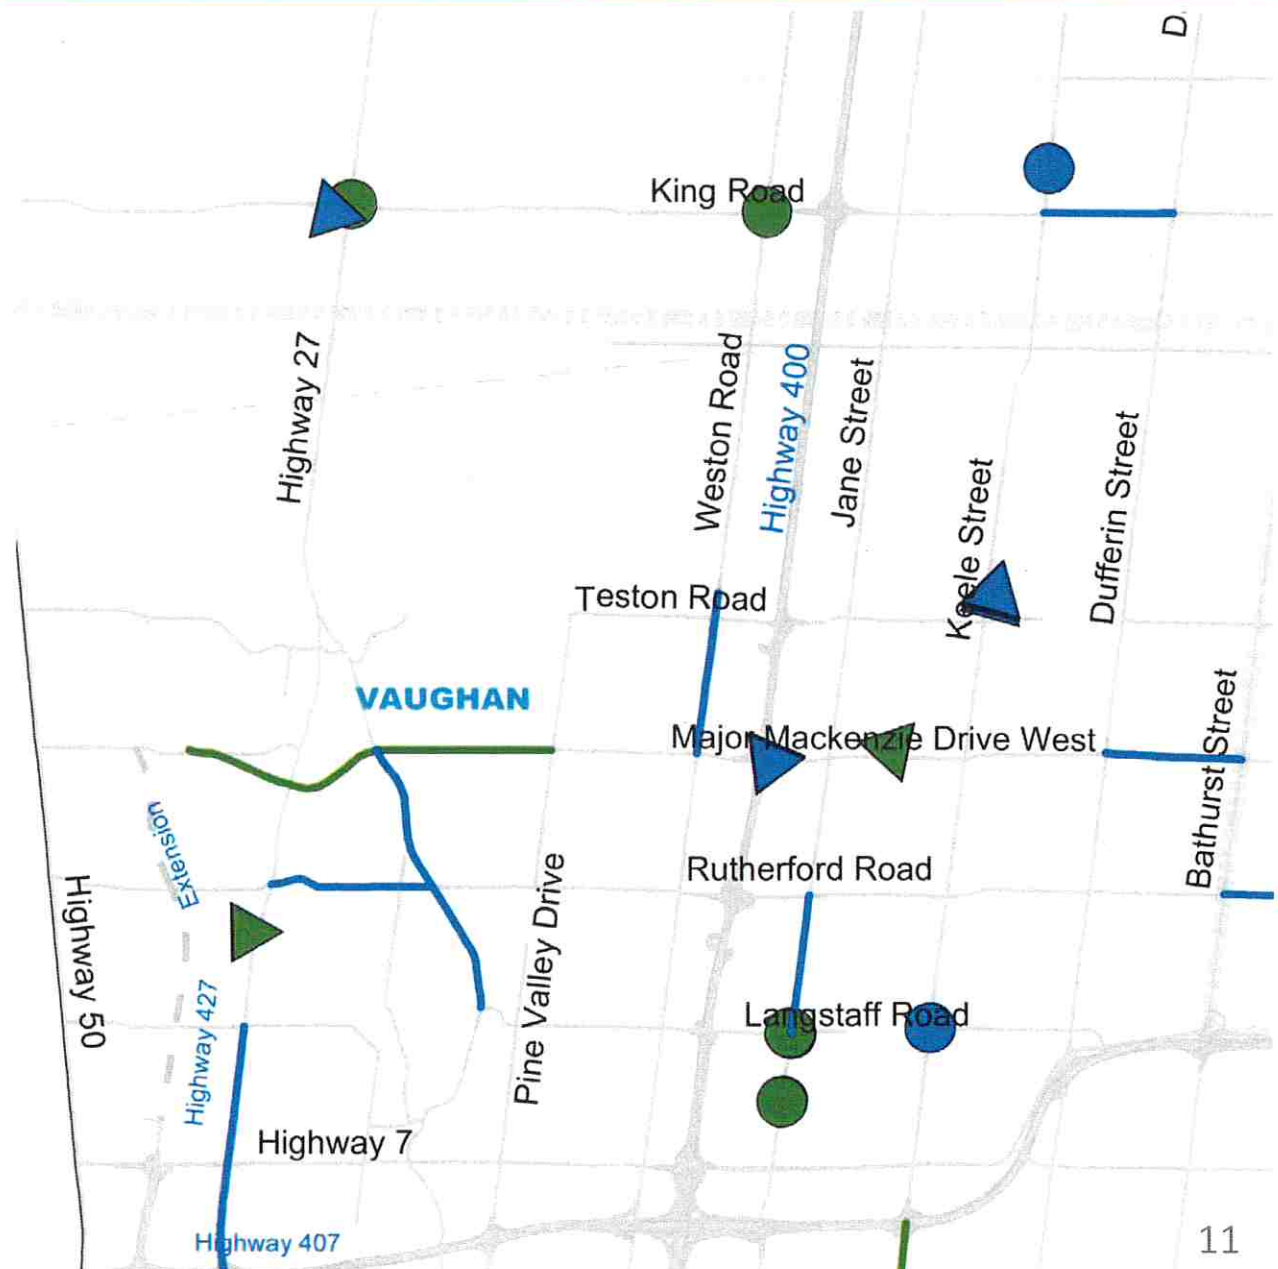 D
King Road
Highway 27
Weston Road
Highway 400
Jane Street
Keele Street
Dufferin Street
Teston Road
VAUGHAN
Major Mackenzie Drive West
Bathurst Street
Extension
Rutherford Road
Highway 50
Pine Valley Drive
Highway 427
Langstaff Road
Highway 7
Highway 407
11